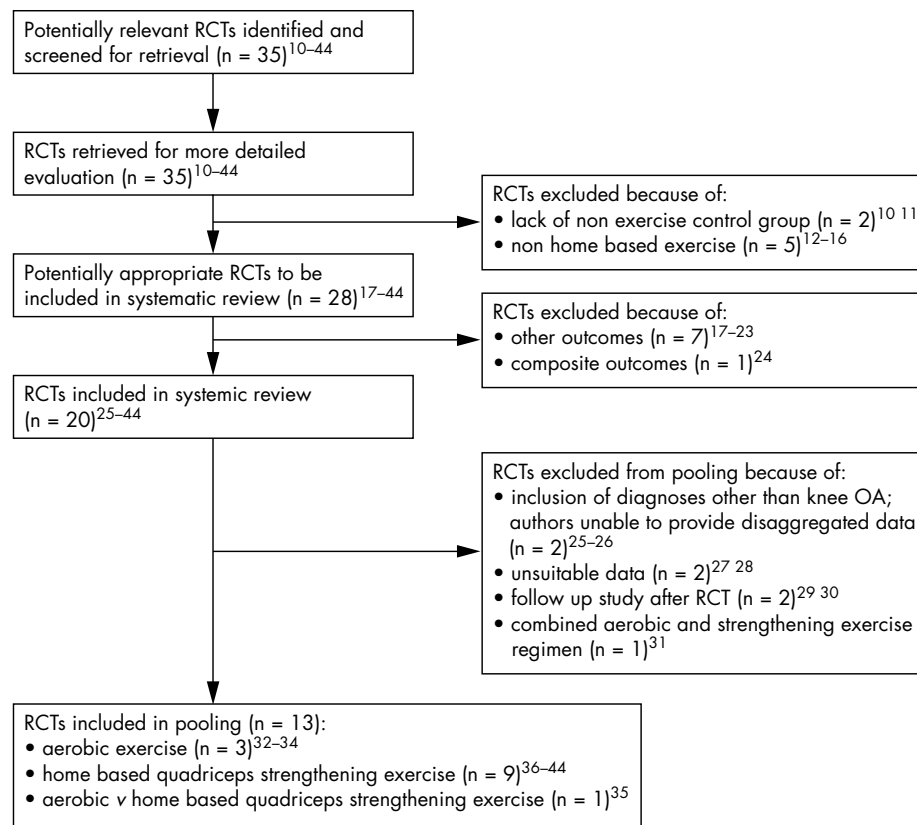 Potentially relevant RCTs identified and
screened for retrieval (n = 35)10–44
RCTs retrieved for more detailed
evaluation (n = 35)10–44
RCTs excluded because of:
• lack of non exercise control group (n = 2)10 11
• non home based exercise (n = 5)12–16
Potentially appropriate RCTs to be
included in systematic review (n = 28)17–44
RCTs excluded because of:
• other outcomes (n = 7)17–23
• composite outcomes (n = 1)24
RCTs included in systemic review
(n = 20)25–44
RCTs excluded from pooling because of:
• inclusion of diagnoses other than knee OA;
authors unable to provide disaggregated data
(n = 2)25–26
• unsuitable data (n = 2)27 28
• follow up study after RCT (n = 2)29 30
• combined aerobic and strengthening exercise
regimen (n = 1)31
RCTs included in pooling (n = 13):
• aerobic exercise (n = 3)32–34
• home based quadriceps strengthening exercise (n = 9)36–44
• aerobic v home based quadriceps strengthening exercise (n = 1)35